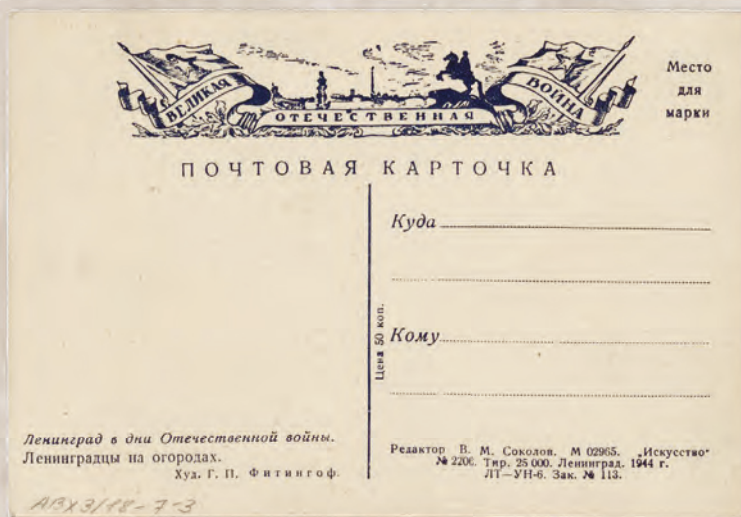 ВЕЛИКАЯ
ОТЕЧЕСТВЕННАЯ
ВОЙНА
Место
для
марки
ПОЧТОВАЯ КАРТОЧКА
Куда
Кому
Цена 50 коп.
Ленинград в дни Отечественной войны.
Ленинградцы на огородах.
Худ. Г. П. Фитингоф.
Редактор В. М. Соколов. М 02965. „Искусство"
№ 2206. Тир. 25 000. Ленинград. 1944 г.
ЛТ—УН-6. Зак. № 113.
АВХЗ/18-7-3